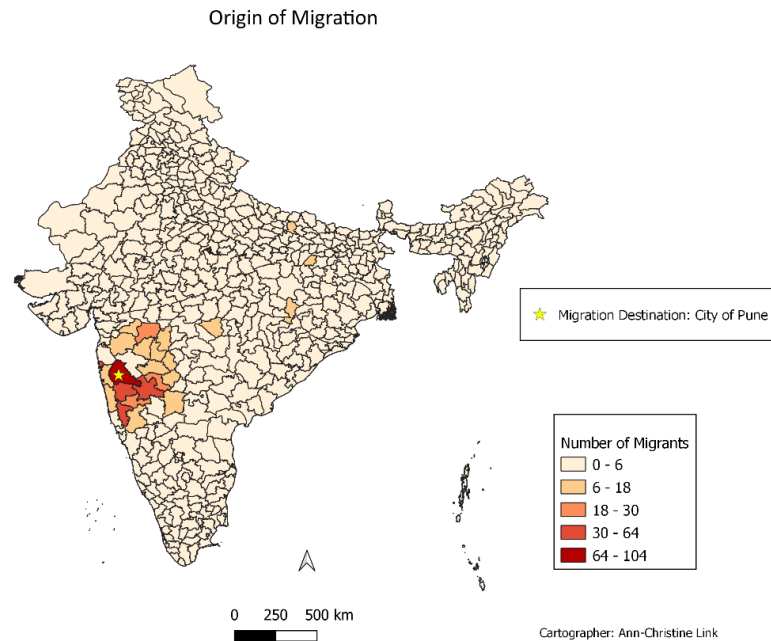 Origin of Migration
Migration Destination: City of Pune
Number of Migrants
0 - 6
6 - 18
18 - 30
30 - 64
64 - 104
0 250 500 km
Cartographer: Ann-Christine Link